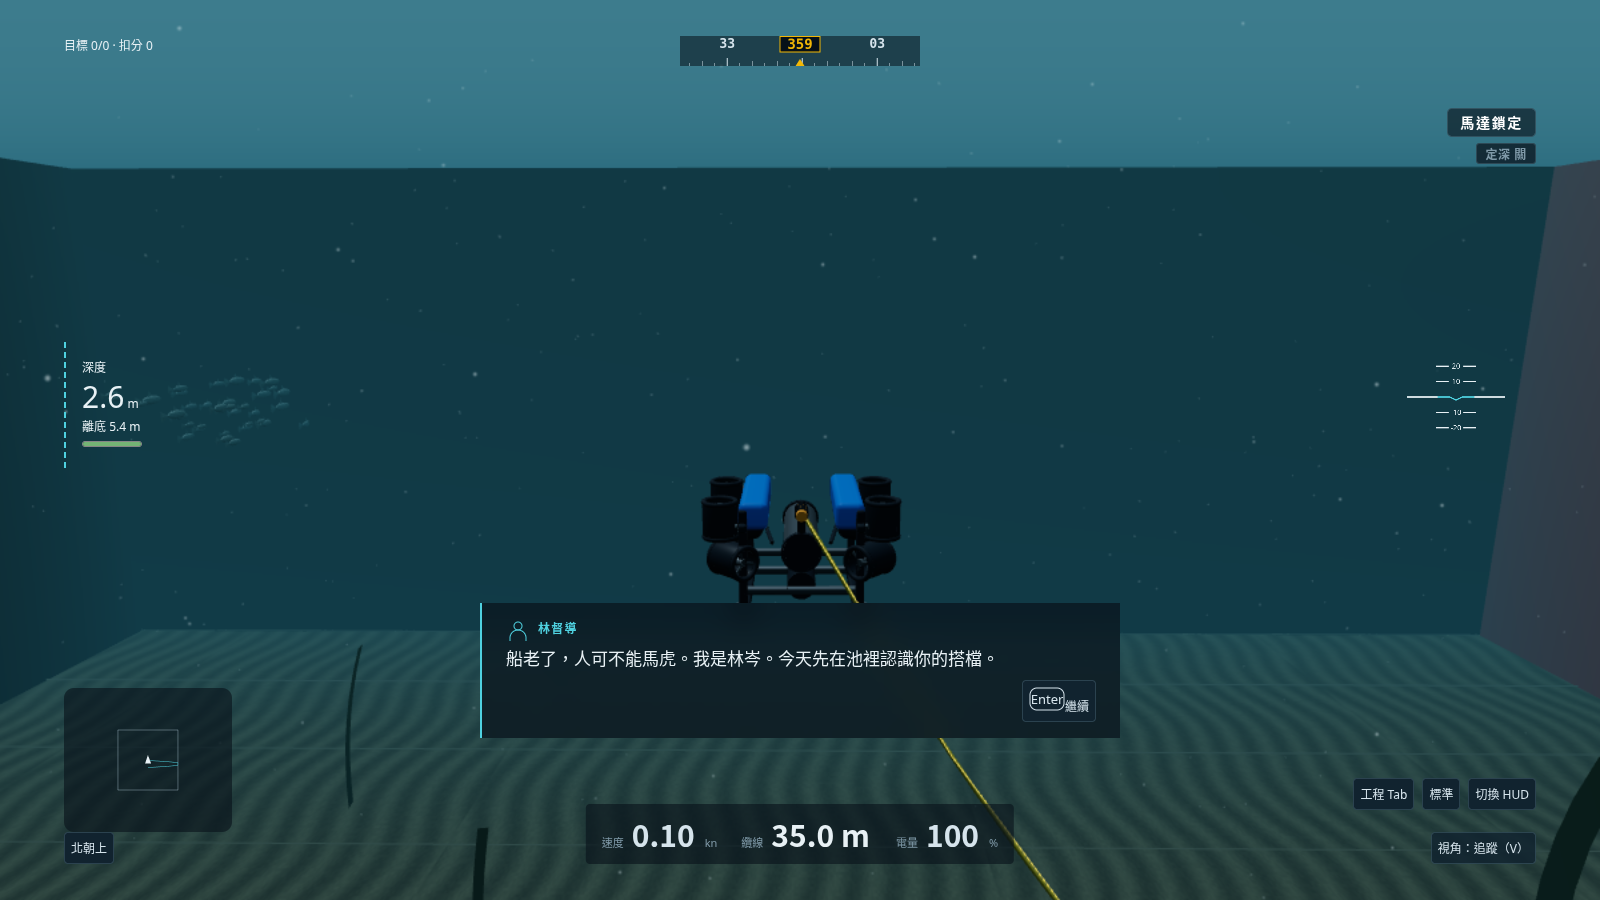 目標 0/0 · 扣分 0
33 359 03
馬達鎖定
定深 關
深度
2.6 m
離底 5.4 m
20
10
10
-20
林督導
船老了，人可不能馬虎。我是林岑。今天先在池裡認識你的搭檔。
Enter 繼續
工程 Tab 標準 切換 HUD
速度 0.10 kn 纜線 35.0 m 電量 100 %
北朝上
視角：追蹤（V）